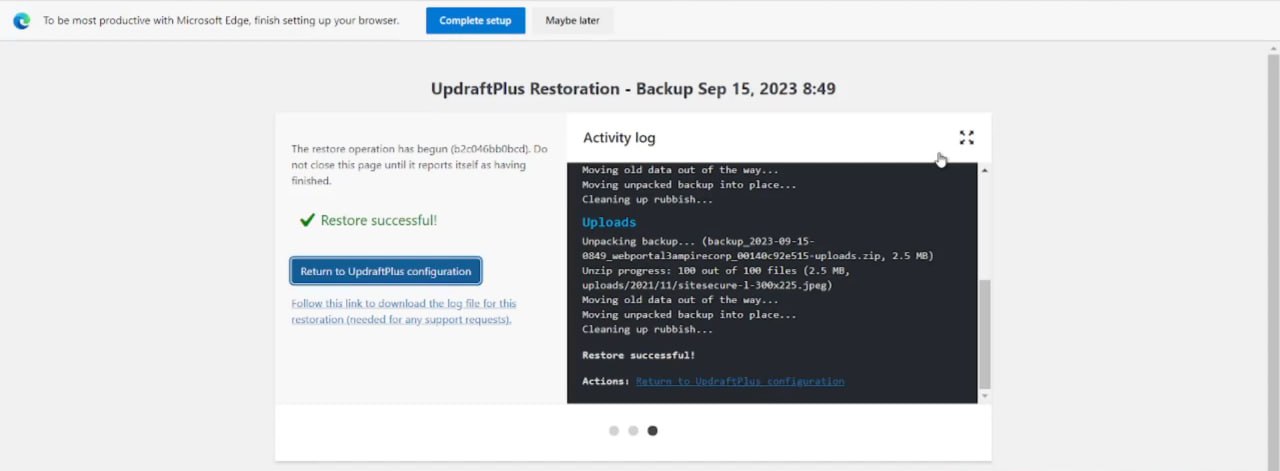 To be most productive with Microsoft Edge, finish setting up your browser.
Complete setup
Maybe later
UpdraftPlus Restoration - Backup Sep 15, 2023 8:49
The restore operation has begun (b2c046bb0bcd). Do
not close this page until it reports itself as having
finished.
Restore successful!
Return to UpdraftPlus configuration
Follow this link to download the log file for this
restoration (needed for any support requests).
Activity log
Moving old data out of the way...
Moving unpacked backup into place...
Cleaning up rubbish...
Uploads
Unpacking backup... (backup_2023-09-15-
0849_webportal3ampirecorp_00140c92e515-uploads.zip, 2.5 MB)
Unzip progress: 100 out of 100 files (2.5 MB,
uploads/2021/11/sitesecure-l-300x225.jpeg)
Moving old data out of the way...
Moving unpacked backup into place...
Cleaning up rubbish...
Restore successful!
Actions: Return to UpdraftPlus configuration